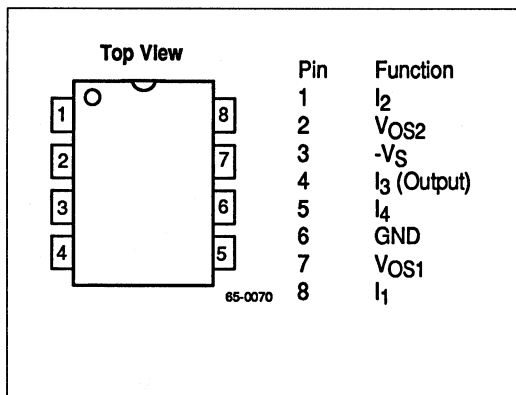 Top View
1 8
2 7
3 6
4 5
65-0070
Pin Function
1 I2
2 VOS2
3 -VS
4 I3 (Output)
5 I4
6 GND
7 VOS1
8 I1